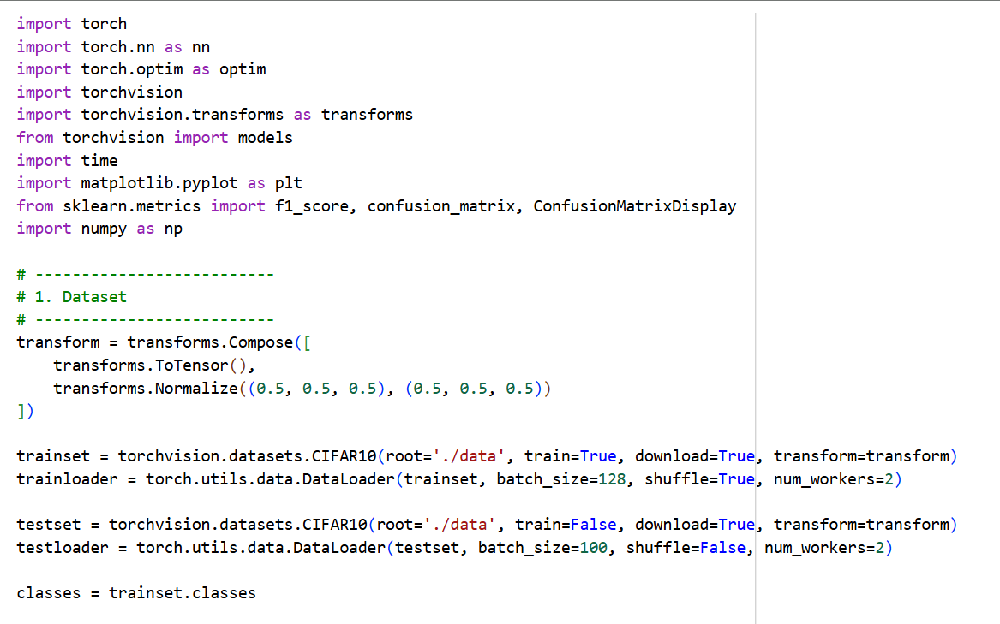 import torch
import torch.nn as nn
import torch.optim as optim
import torchvision
import torchvision.transforms as transforms
from torchvision import models
import time
import matplotlib.pyplot as plt
from sklearn.metrics import f1_score, confusion_matrix, ConfusionMatrixDisplay
import numpy as np

# --------------------------
# 1. Dataset
# --------------------------
transform = transforms.Compose([
    transforms.ToTensor(),
    transforms.Normalize((0.5, 0.5, 0.5), (0.5, 0.5, 0.5))
])

trainset = torchvision.datasets.CIFAR10(root='./data', train=True, download=True, transform=transform)
trainloader = torch.utils.data.DataLoader(trainset, batch_size=128, shuffle=True, num_workers=2)

testset = torchvision.datasets.CIFAR10(root='./data', train=False, download=True, transform=transform)
testloader = torch.utils.data.DataLoader(testset, batch_size=100, shuffle=False, num_workers=2)

classes = trainset.classes